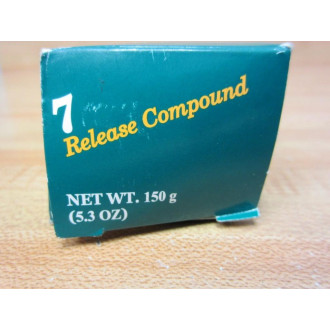 7
Release Compound
NET WT. 150 g
(5.3 OZ)